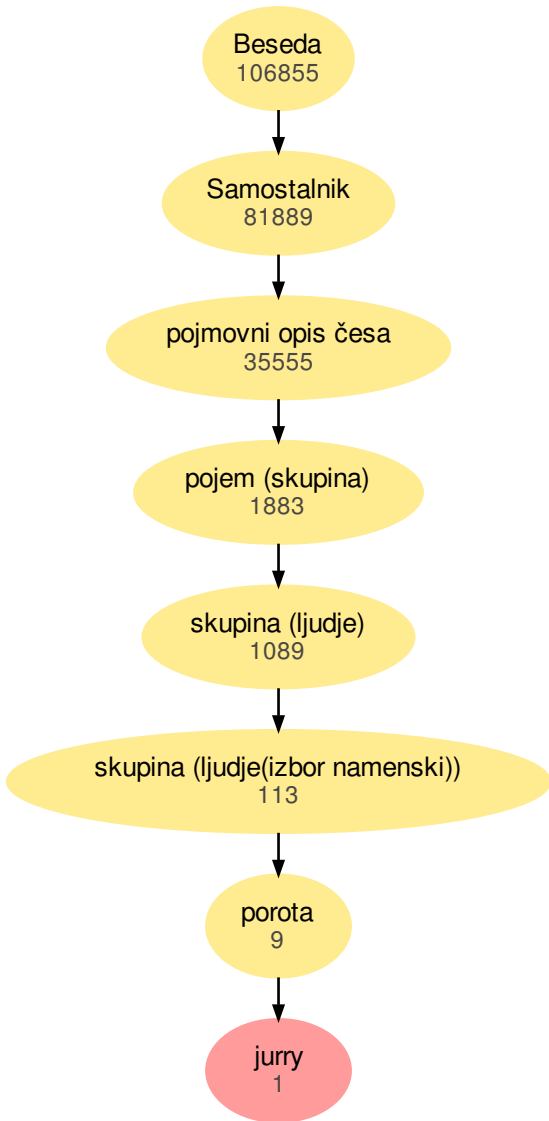 Beseda
106855
Samostalnik
81889
pojmovni opis česa
35555
pojem (skupina)
1883
skupina (ljudje)
1089
skupina (ljudje(izbor namenski))
113
porota
9
jurry
1